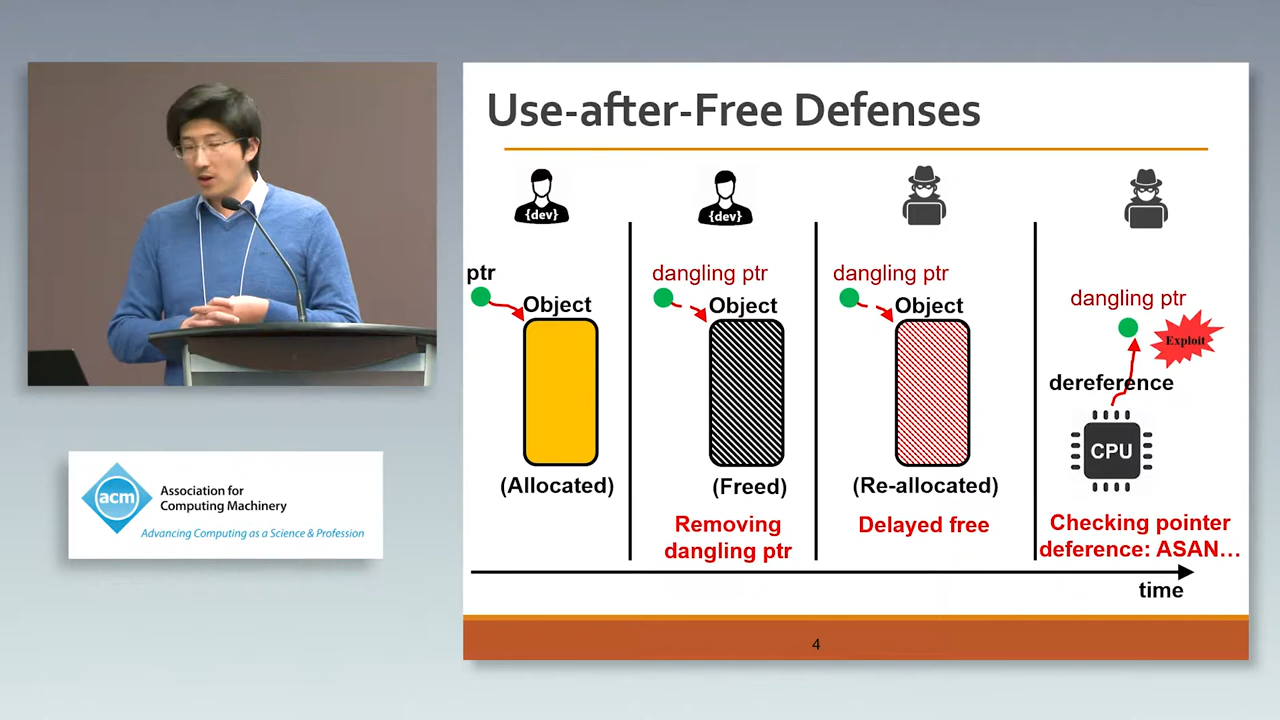 Use-after-Free Defenses
{dev}
{dev}
ptr
Object
(Allocated)
dangling ptr
Object
(Freed)
Removing
dangling ptr
dangling ptr
Object
(Re-allocated)
Delayed free
dangling ptr
Exploit
dereference
CPU
Checking pointer
deference: ASAN…
time
4
acm
Association for
Computing Machinery
Advancing Computing as a Science & Profession